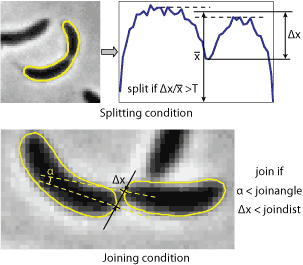 Δx
x̅
split if Δx/x̅ >T
Splitting condition
α
Δx
join if
α < joinangle
Δx < joindist
Joining condition